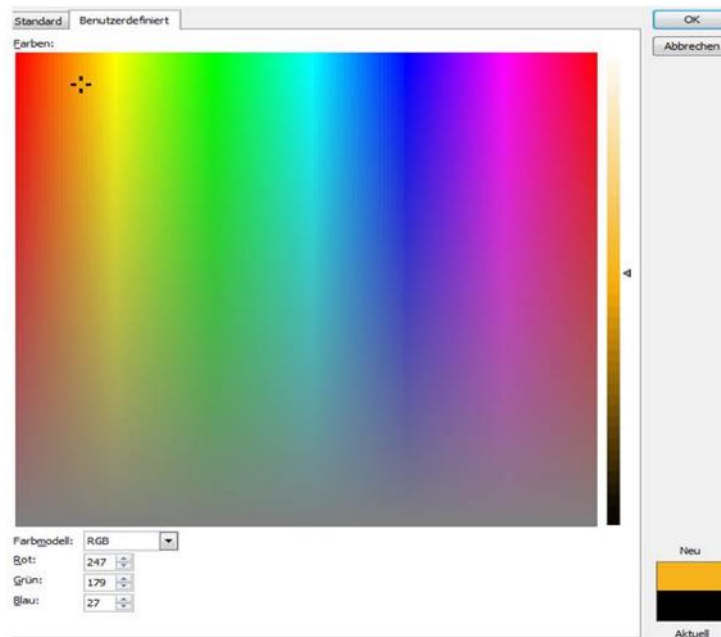 Standard Benutzerdefiniert
OK
Farben:
Abbrechen
Farbmodell: RGB
Rot: 247
Grün: 179
Blau: 27
Neu
Aktuell